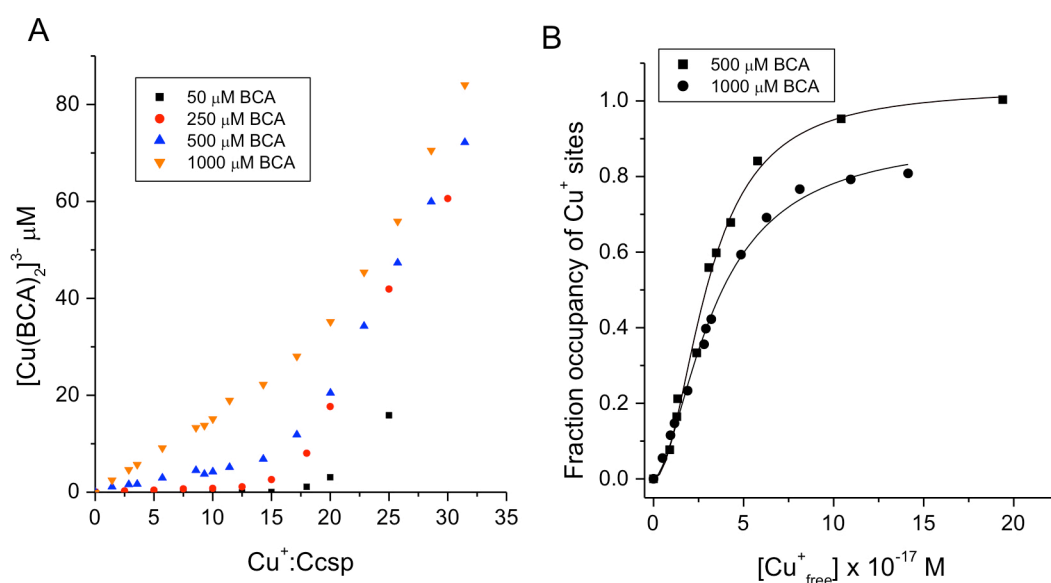 A
50 μM BCA
250 μM BCA
500 μM BCA
1000 μM BCA
[Cu(BCA)₂]³⁻ μM
80
60
40
20
0
0 5 10 15 20 25 30 35
Cu⁺:Ccsp
B
500 μM BCA
1000 μM BCA
Fraction occupancy of Cu⁺ sites
1.0
0.8
0.6
0.4
0.2
0.0
0 5 10 15 20
[Cu⁺free] x 10⁻¹⁷ M